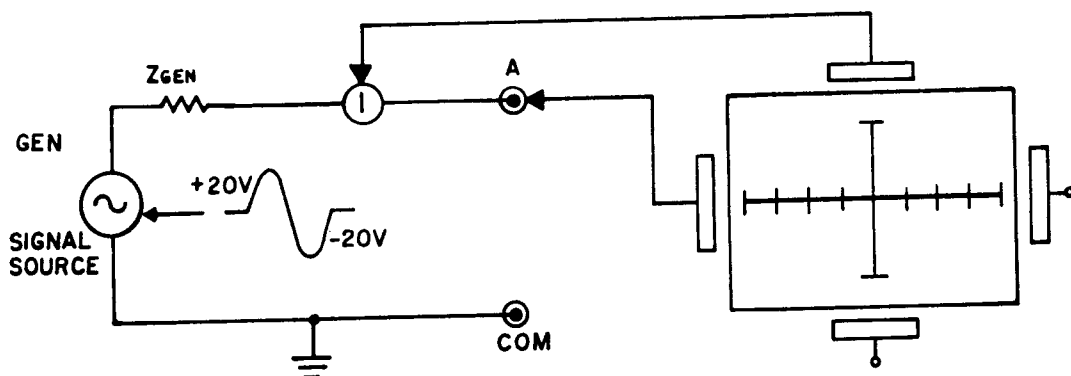 ZGEN
A
GEN
I
+20V
-20V
SIGNAL
SOURCE
COM